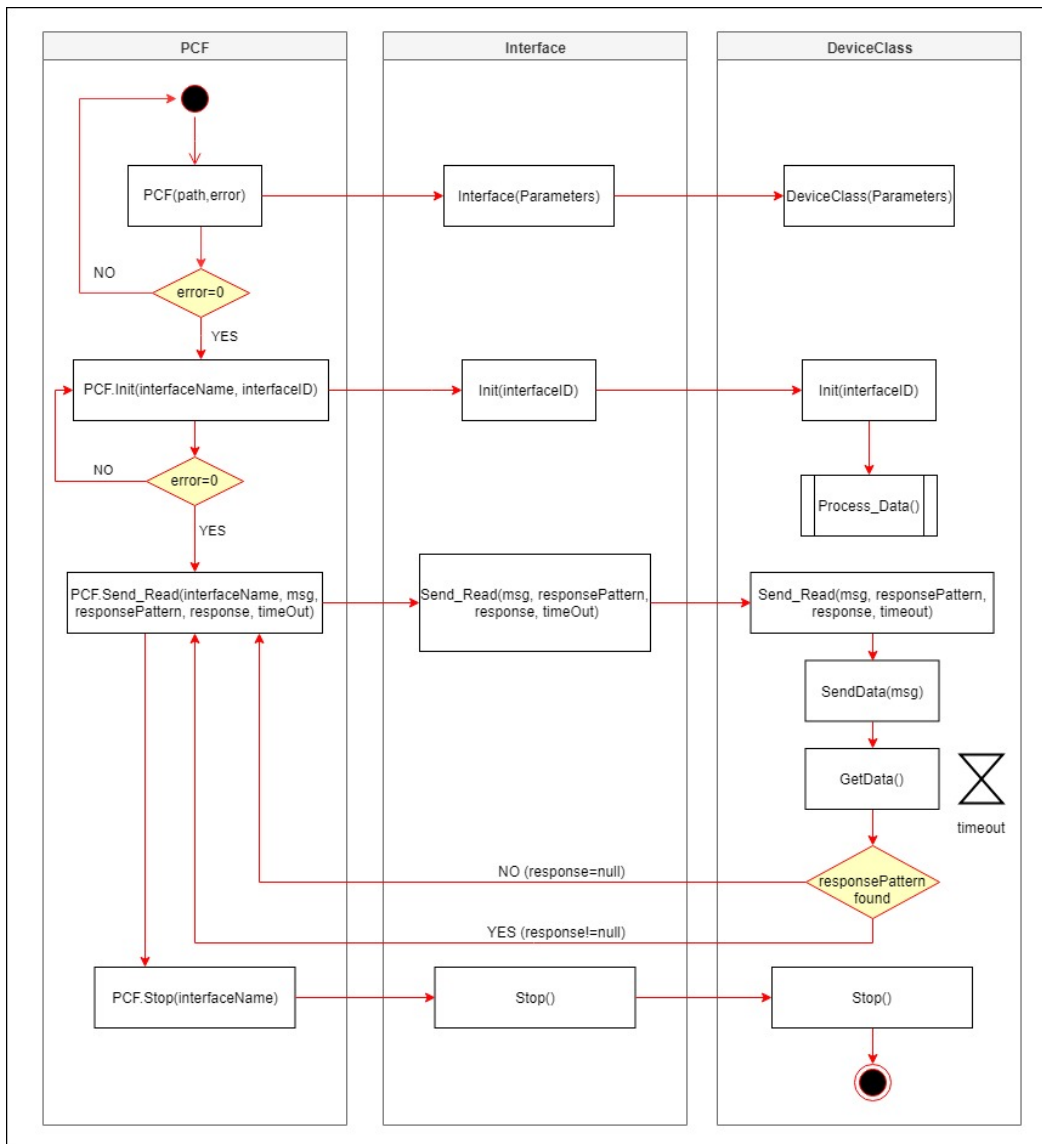 PCF
Interface
DeviceClass
PCF(path,error)
Interface(Parameters)
DeviceClass(Parameters)
NO
error=0
YES
PCF.Init(interfaceName, interfaceID)
Init(interfaceID)
Init(interfaceID)
NO
error=0
Process_Data()
YES
PCF.Send_Read(interfaceName, msg,
responsePattern, response, timeOut)
Send_Read(msg, responsePattern,
response, timeOut)
Send_Read(msg, responsePattern,
response, timeout)
SendData(msg)
GetData()
timeout
NO (response=null)
responsePattern
found
YES (response!=null)
PCF.Stop(interfaceName)
Stop()
Stop()